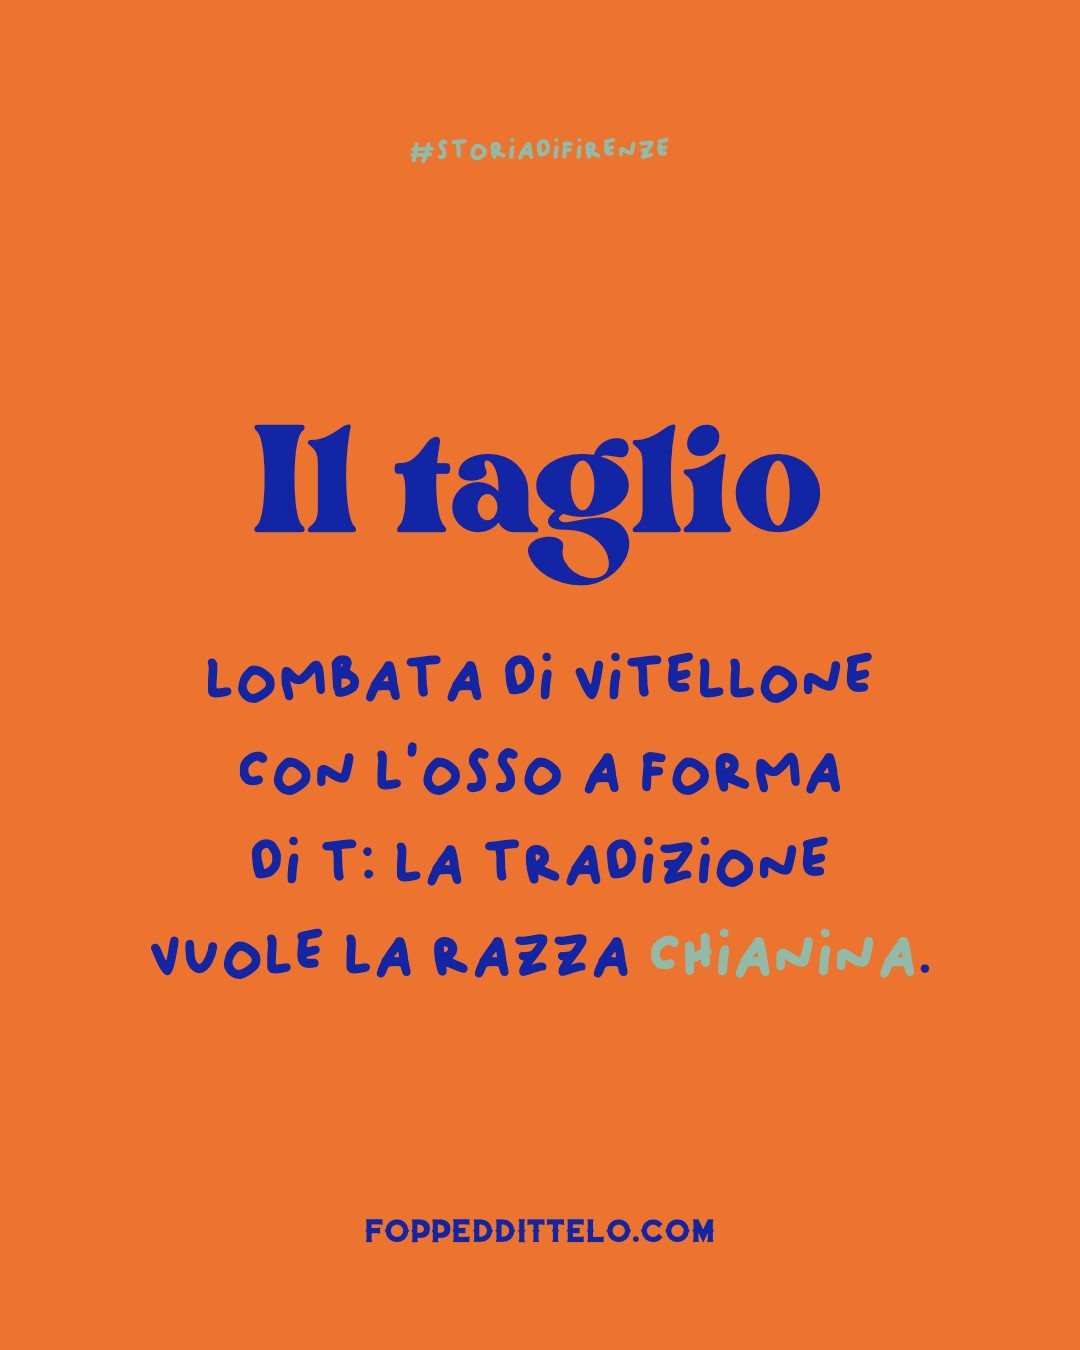 #STORiADiFiRENZE
Il taglio
LOMBATA Di ViTELLONE
CON L'OSSO A FORMA
Di T: LA TRADiZiONE
VUOLE LA RAZZA CHiANiNA.
FOPPEDDITTELO.COM